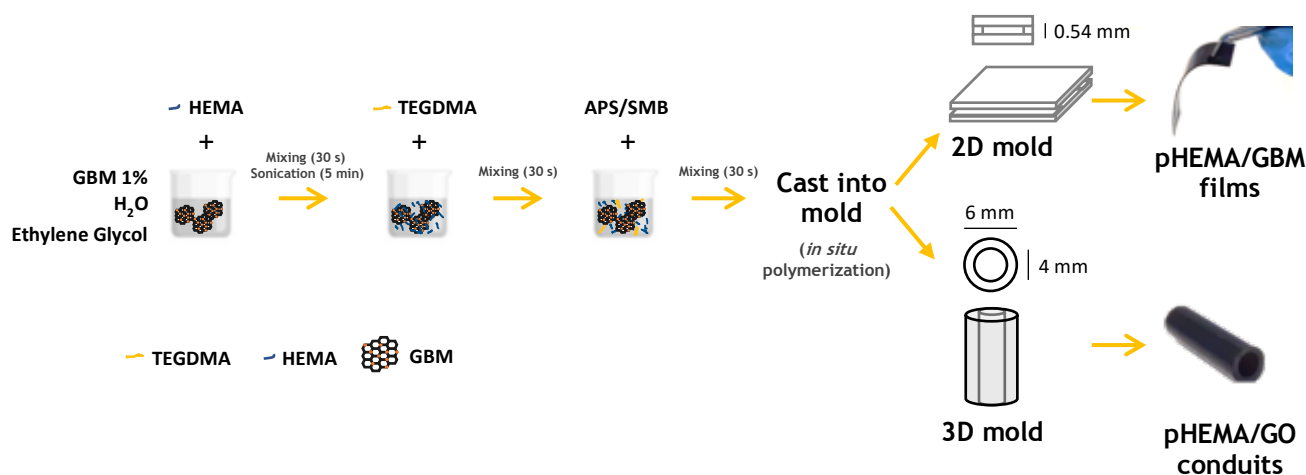 HEMA
+
GBM 1%
H₂O
Ethylene Glycol
Mixing (30 s)
Sonication (5 min)
TEGDMA
+
Mixing (30 s)
APS/SMB
+
Mixing (30 s)
Cast into
mold
(in situ
polymerization)
0.54 mm
2D mold
pHEMA/GBM
films
6 mm
4 mm
3D mold
pHEMA/GO
conduits
TEGDMA
HEMA
GBM